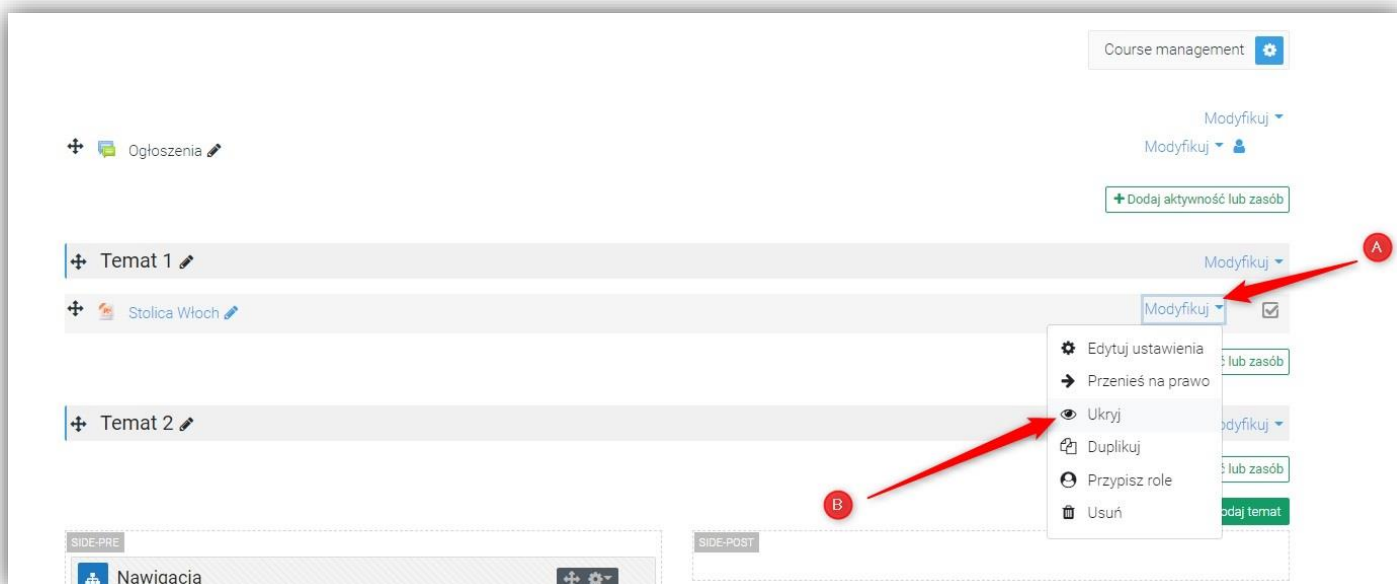 Course management
Modyfikuj
Ogłoszenia
Modyfikuj
Dodaj aktywność lub zasób
Temat 1
Modyfikuj
A
Stolica Włoch
Modyfikuj
Edytuj ustawienia
lub zasób
Przenieś na prawo
Temat 2
Ukryj
dyfikuj
Duplikuj
lub zasób
Przypisz role
B
Usuń
odaj temat
SIDE-PRE
SIDE-POST
Nawigacja